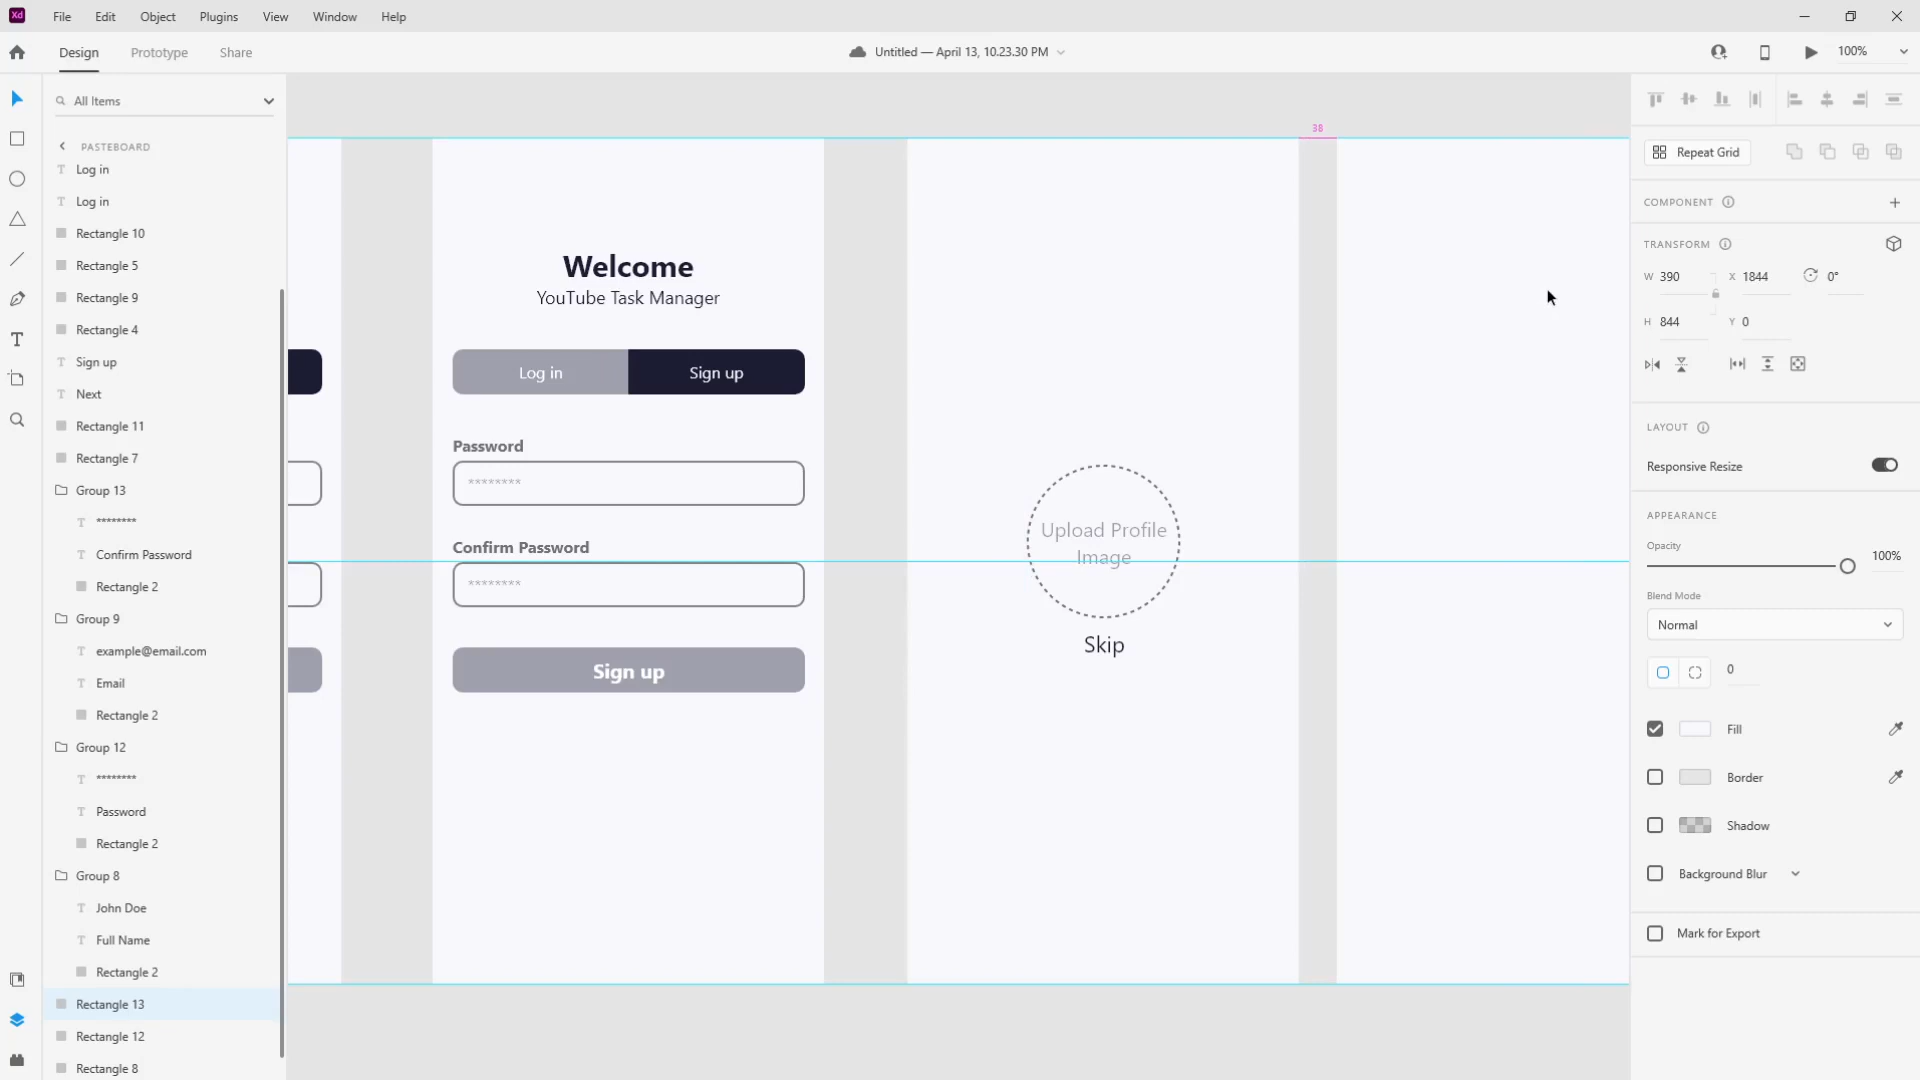 Xd File Edit Object Plugins View Window Help
Design Prototype Share
Untitled — April 13, 10.23.30 PM
100%
All Items
PASTEBOARD
Log in
Log in
Rectangle 10
Rectangle 5
Rectangle 9
Rectangle 4
Sign up
Next
Rectangle 11
Rectangle 7
Group 13
********
Confirm Password
Rectangle 2
Group 9
example@email.com
Email
Rectangle 2
Group 12
********
Password
Rectangle 2
Group 8
John Doe
Full Name
Rectangle 2
Rectangle 13
Rectangle 12
Rectangle 8
38
Welcome
YouTube Task Manager
Log in Sign up
Password
********
Confirm Password
********
Sign up
Upload Profile
Image
Skip
Repeat Grid
COMPONENT
TRANSFORM
W 390 X 1844 0°
H 844 Y 0
LAYOUT
Responsive Resize
APPEARANCE
Opacity
100%
Blend Mode
Normal
0
Fill
Border
Shadow
Background Blur
Mark for Export